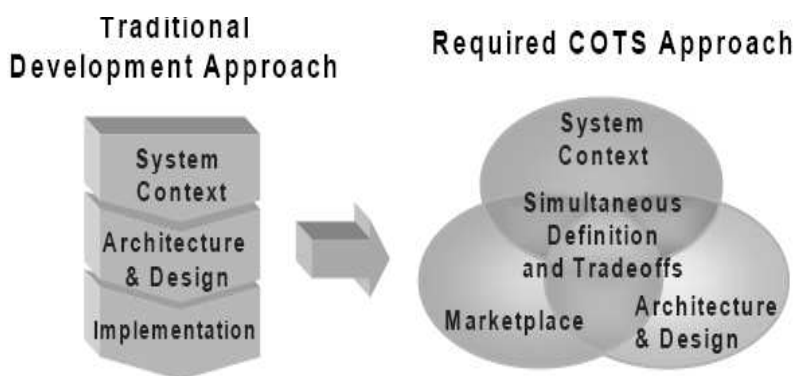 Traditional
Development Approach
System
Context
Architecture
& Design
Implementation
Required COTS Approach
System
Context
Simultaneous
Definition
and Tradeoffs
Marketplace
Architecture
& Design